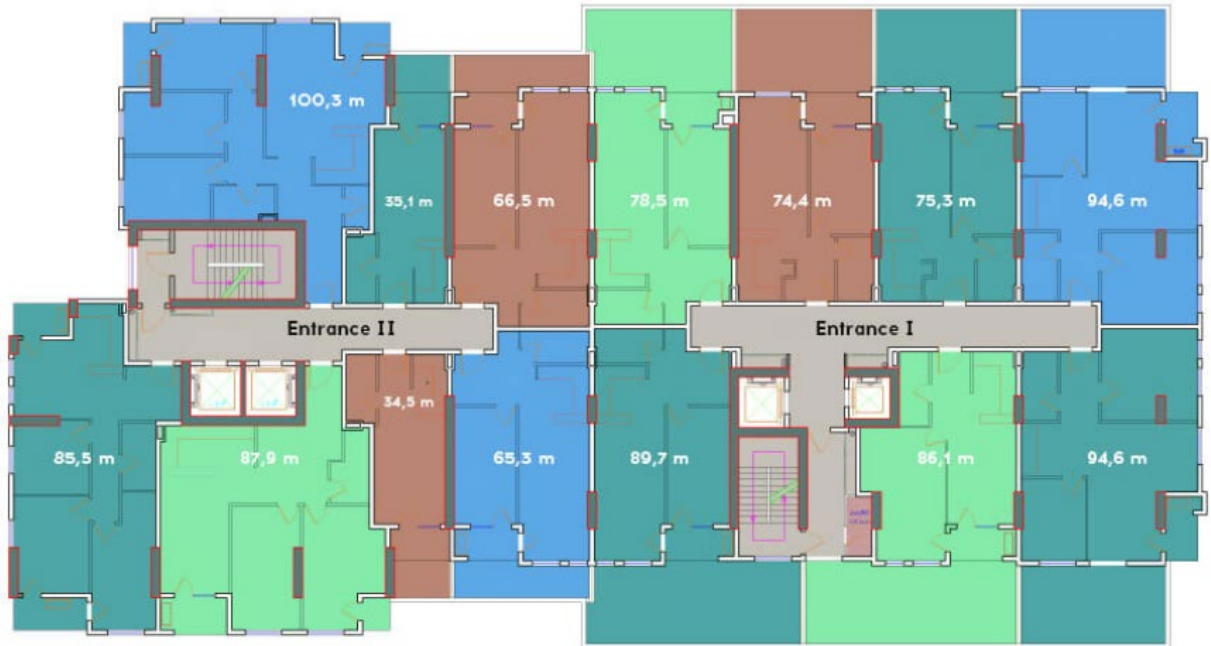 100,3 m
35,1 m
66,5 m
78,5 m
74,4 m
75,3 m
94,6 m
Entrance II
Entrance I
34,5 m
85,5 m
87,9 m
65,3 m
89,7 m
86,1 m
94,6 m